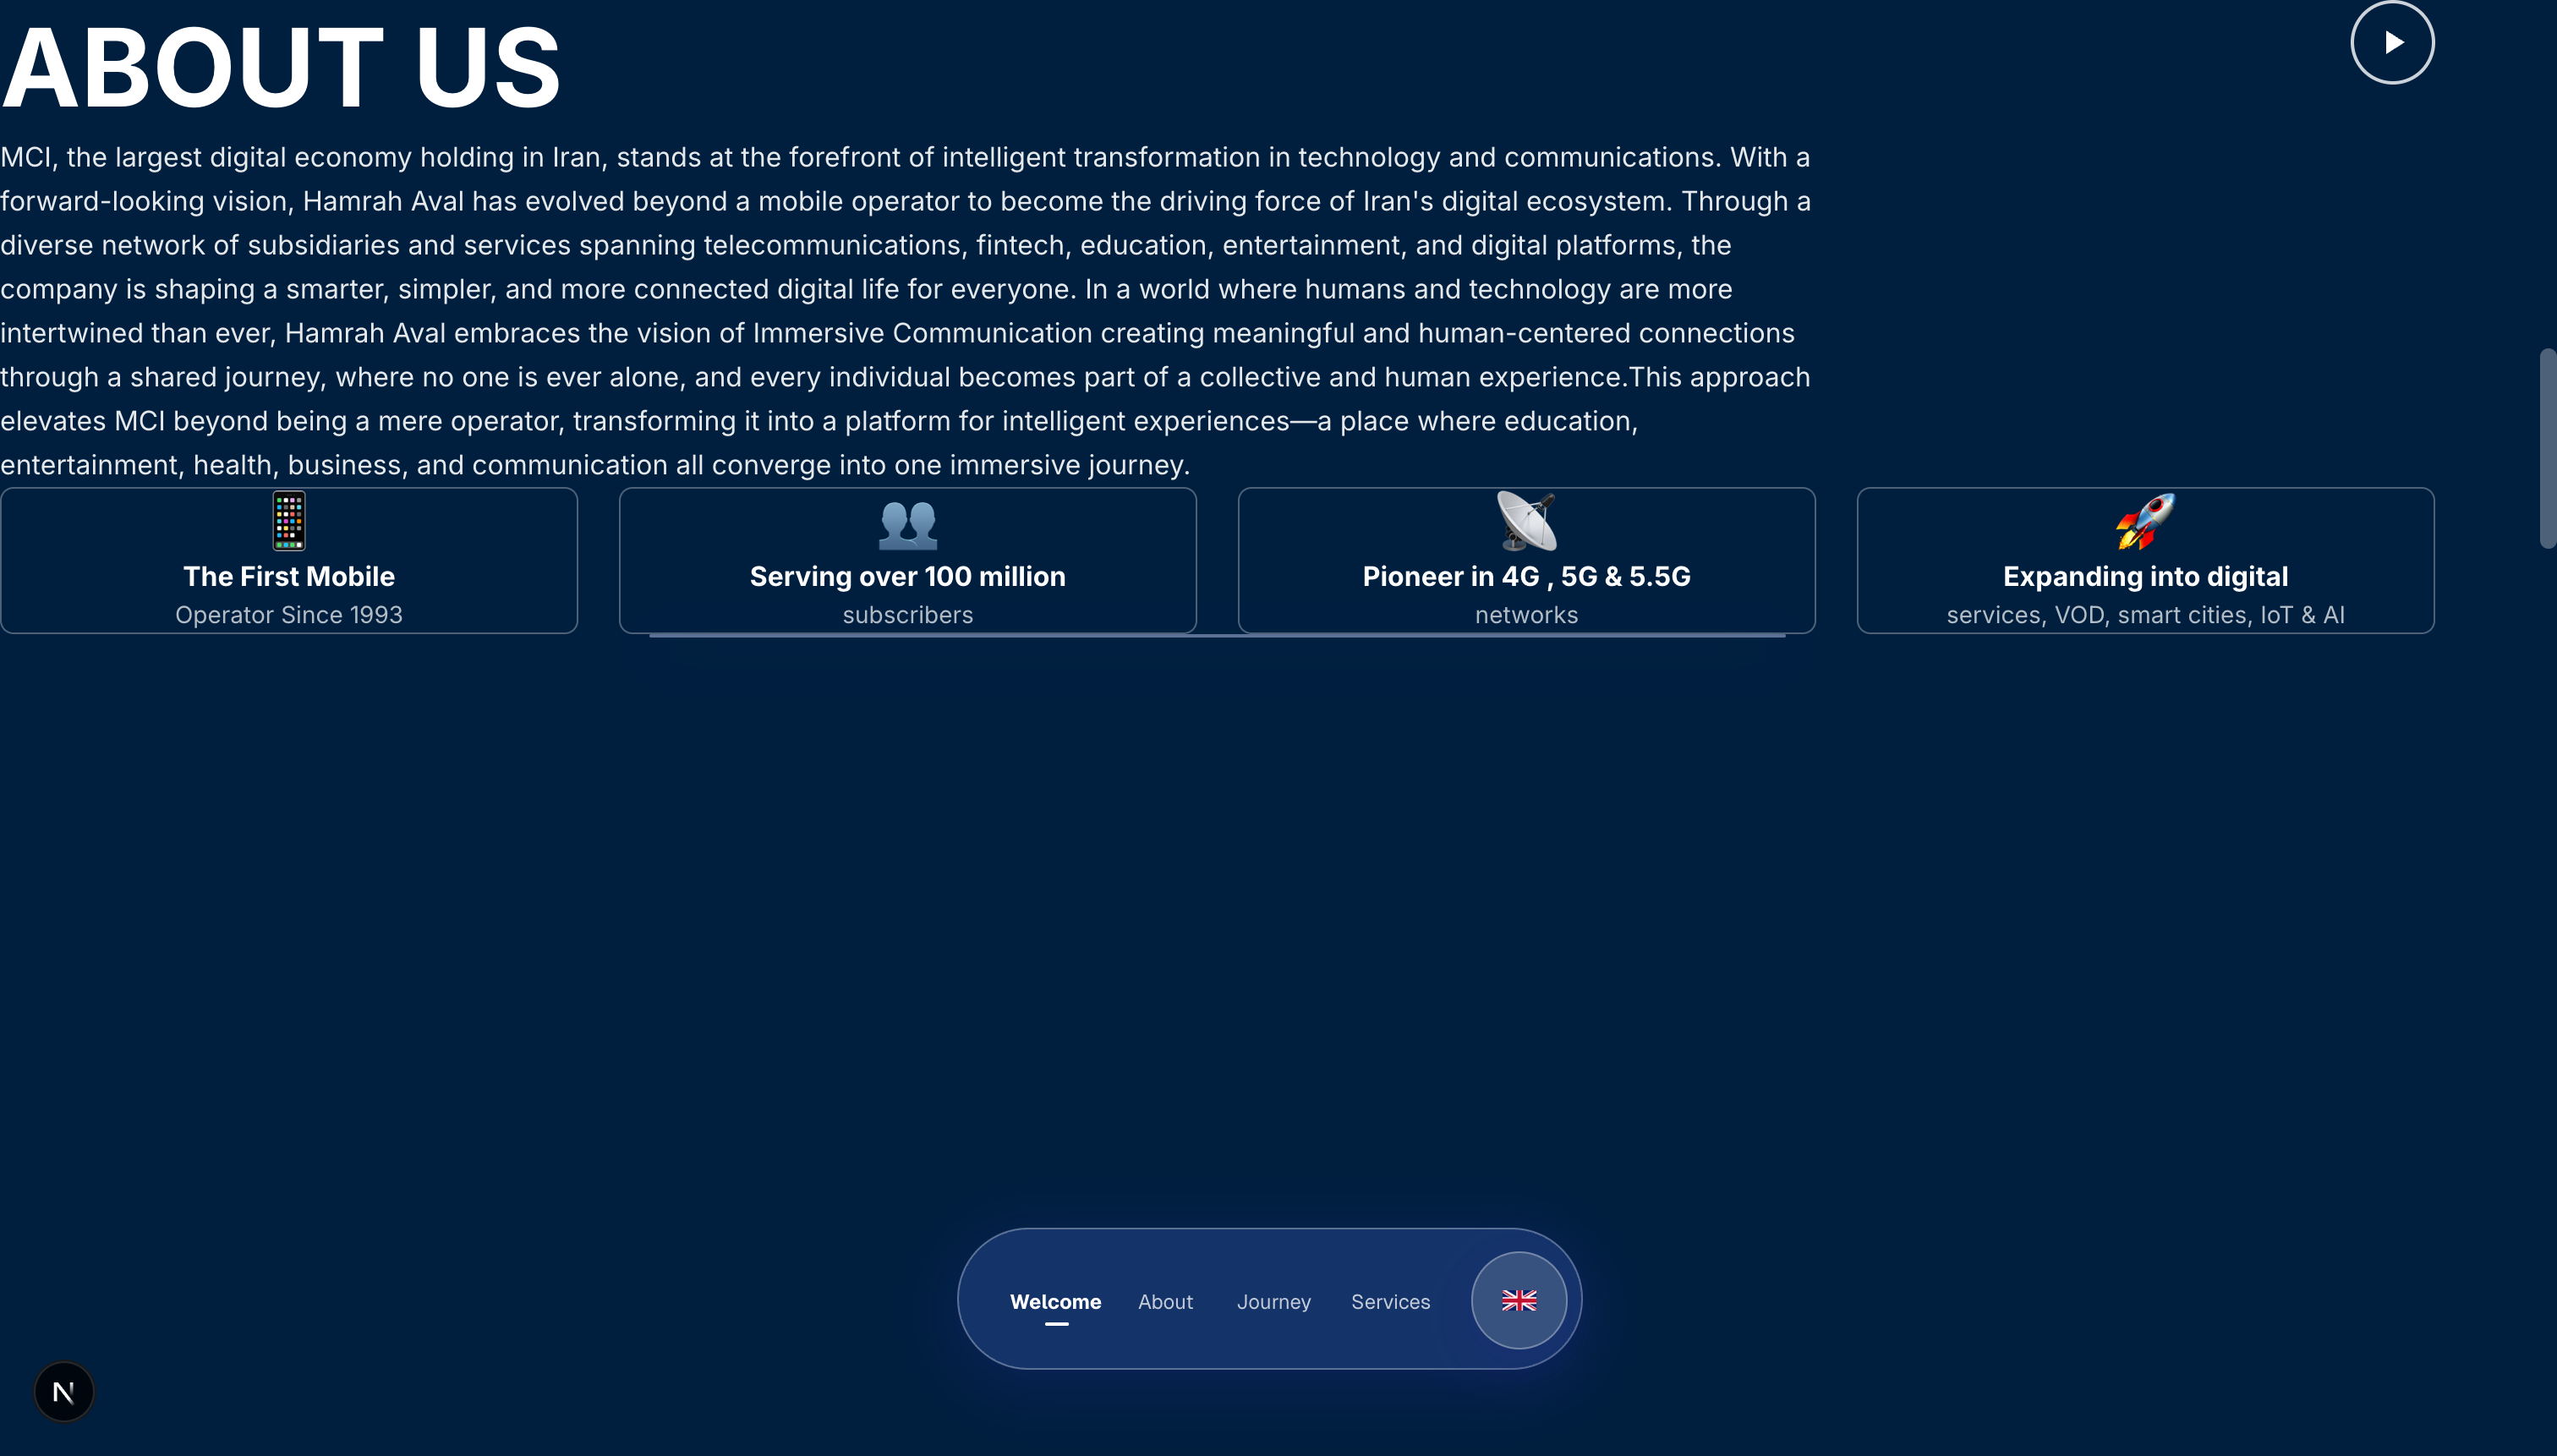 ABOUT US
MCI, the largest digital economy holding in Iran, stands at the forefront of intelligent transformation in technology and communications. With a
forward-looking vision, Hamrah Aval has evolved beyond a mobile operator to become the driving force of Iran's digital ecosystem. Through a
diverse network of subsidiaries and services spanning telecommunications, fintech, education, entertainment, and digital platforms, the
company is shaping a smarter, simpler, and more connected digital life for everyone. In a world where humans and technology are more
intertwined than ever, Hamrah Aval embraces the vision of Immersive Communication creating meaningful and human-centered connections
through a shared journey, where no one is ever alone, and every individual becomes part of a collective and human experience.This approach
elevates MCI beyond being a mere operator, transforming it into a platform for intelligent experiences—a place where education,
entertainment, health, business, and communication all converge into one immersive journey.
The First Mobile
Operator Since 1993
Serving over 100 million
subscribers
Pioneer in 4G , 5G & 5.5G
networks
Expanding into digital
services, VOD, smart cities, IoT & AI
Welcome
About
Journey
Services
N